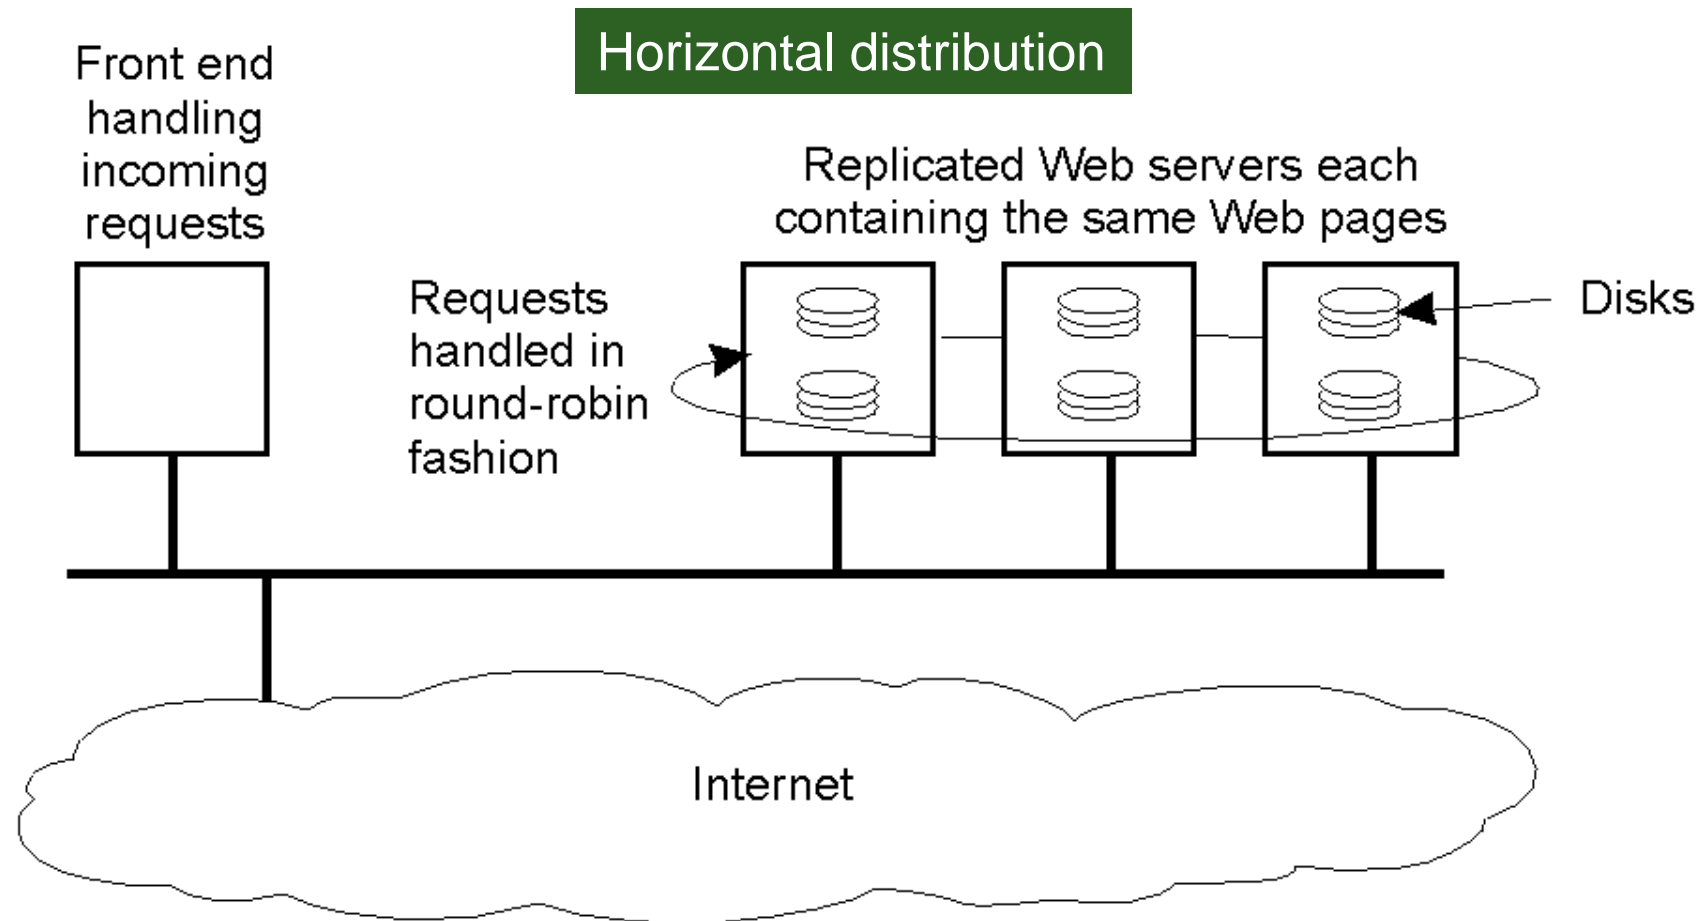 Horizontal distribution
Front end
handling
incoming
requests
Replicated Web servers each
containing the same Web pages
Requests
handled in
round-robin
fashion
Disks
Internet